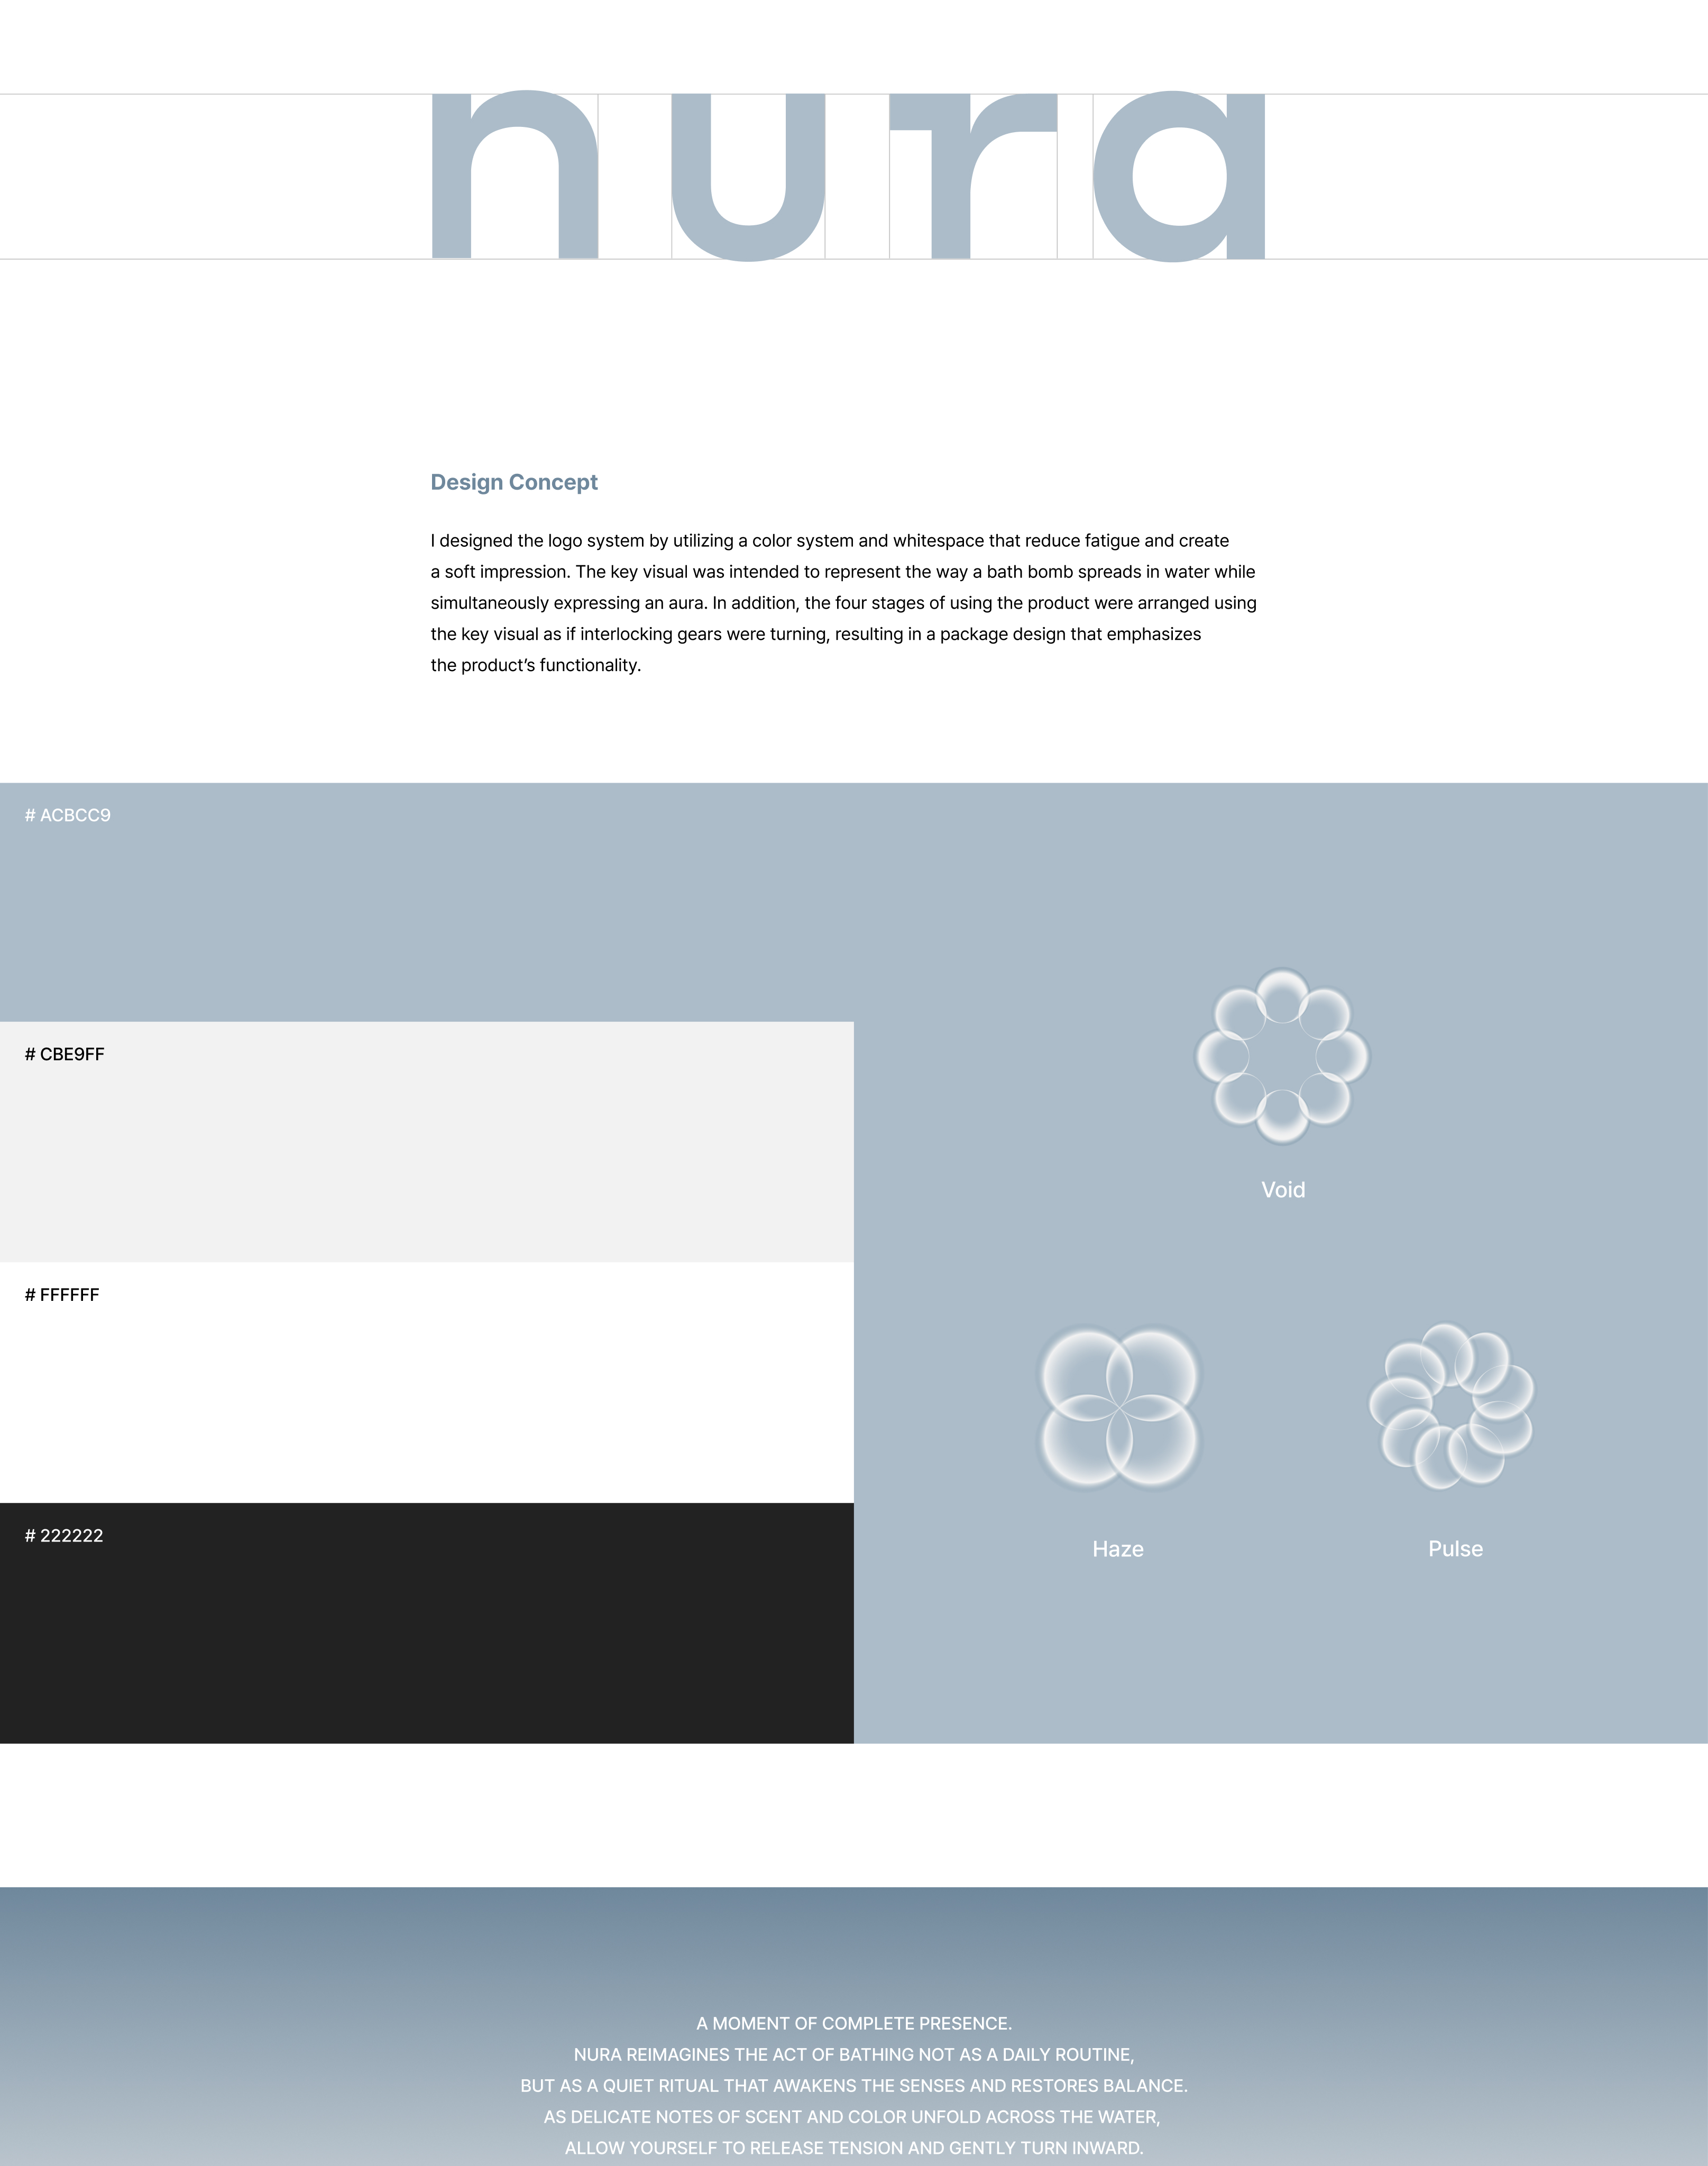 nura
Design Concept
I designed the logo system by utilizing a color system and whitespace that reduce fatigue and create
a soft impression. The key visual was intended to represent the way a bath bomb spreads in water while
simultaneously expressing an aura. In addition, the four stages of using the product were arranged using
the key visual as if interlocking gears were turning, resulting in a package design that emphasizes
the product’s functionality.
# ACBCC9
# CBE9FF
# FFFFFF
# 222222
Void
Haze
Pulse
A MOMENT OF COMPLETE PRESENCE.
NURA REIMAGINES THE ACT OF BATHING NOT AS A DAILY ROUTINE,
BUT AS A QUIET RITUAL THAT AWAKENS THE SENSES AND RESTORES BALANCE.
AS DELICATE NOTES OF SCENT AND COLOR UNFOLD ACROSS THE WATER,
ALLOW YOURSELF TO RELEASE TENSION AND GENTLY TURN INWARD.